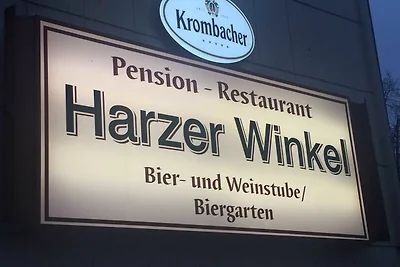 Krombacher
Pension - Restaurant
Harzer Winkel
Bier- und Weinstube/
Biergarten